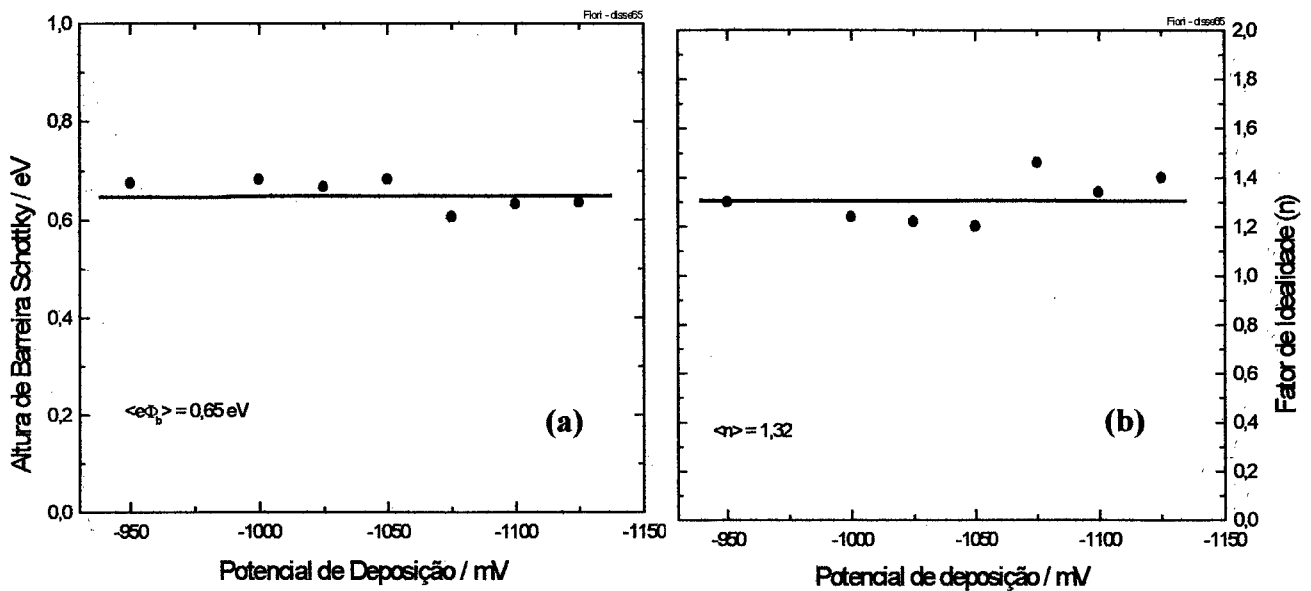 Fiori - disse65
1,0
0,8
0,6
0,4
0,2
0,0
Altura de Barreira Schottky / eV
<eΦb> = 0,65 eV
(a)
-950
-1000
-1050
-1100
-1150
Potencial de Deposição / mV
Fiori - disse65
2,0
1,8
1,6
1,4
1,2
1,0
0,8
0,6
0,4
0,2
0,0
Fator de Idealidade (n)
<n> = 1,32
(b)
-950
-1000
-1050
-1100
-1150
Potencial de deposição / mV